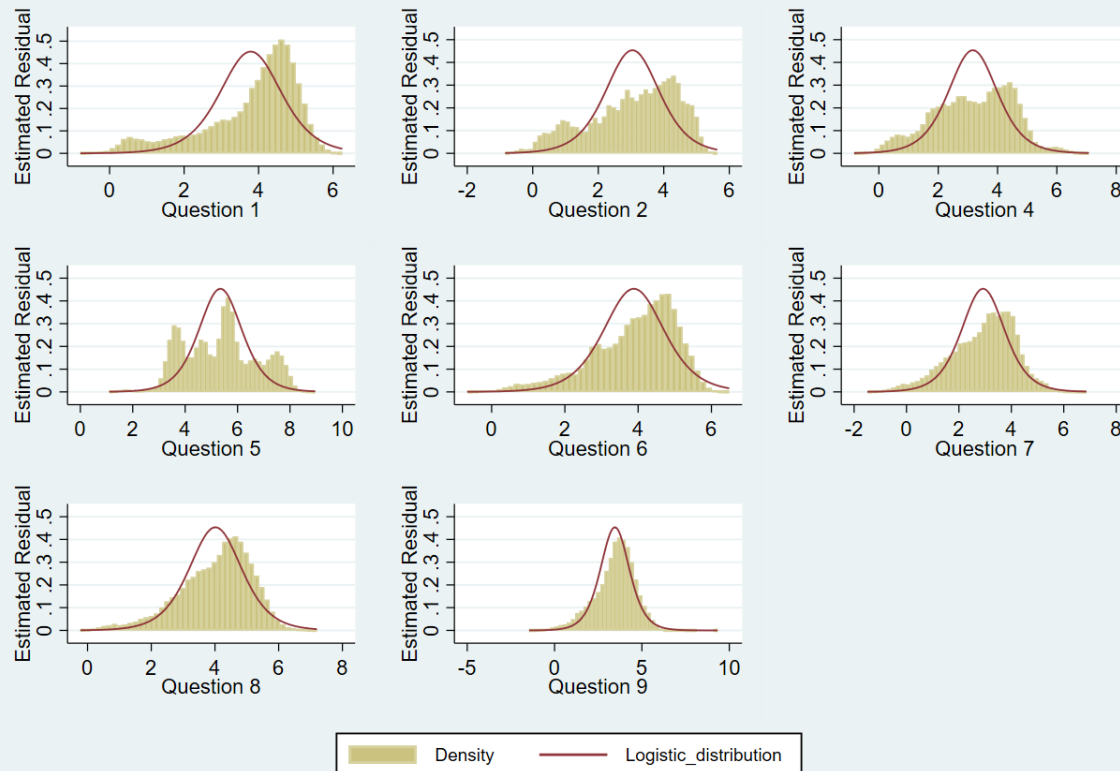 Estimated Residual
0 .1 .2 .3 .4 .5
0 2 4 6
Question 1
Estimated Residual
0 .1 .2 .3 .4 .5
-2 0 2 4 6
Question 2
Estimated Residual
0 .1 .2 .3 .4 .5
0 2 4 6 8
Question 4
Estimated Residual
0 .1 .2 .3 .4 .5
0 2 4 6 8 10
Question 5
Estimated Residual
0 .1 .2 .3 .4 .5
0 2 4 6
Question 6
Estimated Residual
0 .1 .2 .3 .4 .5
-2 0 2 4 6 8
Question 7
Estimated Residual
0 .1 .2 .3 .4 .5
0 2 4 6 8
Question 8
Estimated Residual
0 .1 .2 .3 .4 .5
-5 0 5 10
Question 9
Density Logistic_distribution